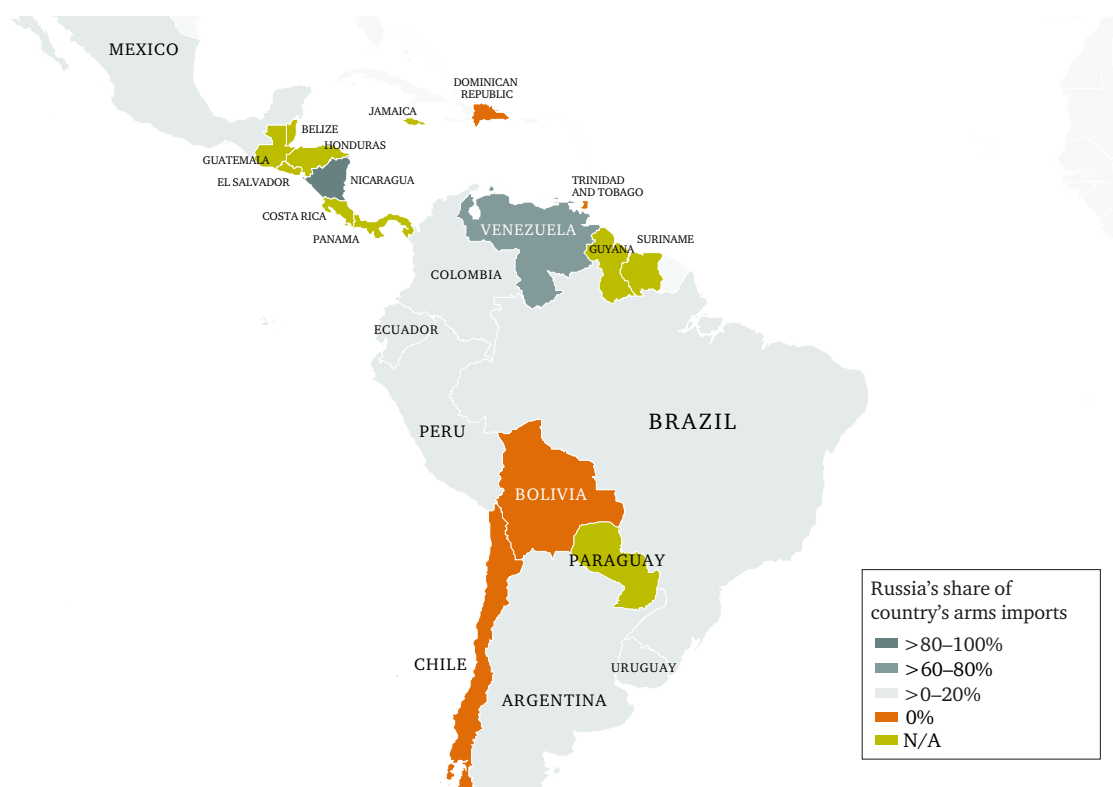 MEXICO
DOMINICAN
REPUBLIC
JAMAICA
BELIZE
HONDURAS
GUATEMALA
EL SALVADOR
NICARAGUA
TRINIDAD
AND TOBAGO
COSTA RICA
PANAMA
VENEZUELA
SURINAME
GUYANA
COLOMBIA
ECUADOR
BRAZIL
PERU
BOLIVIA
PARAGUAY
CHILE
URUGUAY
ARGENTINA
Russia’s share of
country’s arms imports
>80–100%
>60–80%
>0–20%
0%
N/A